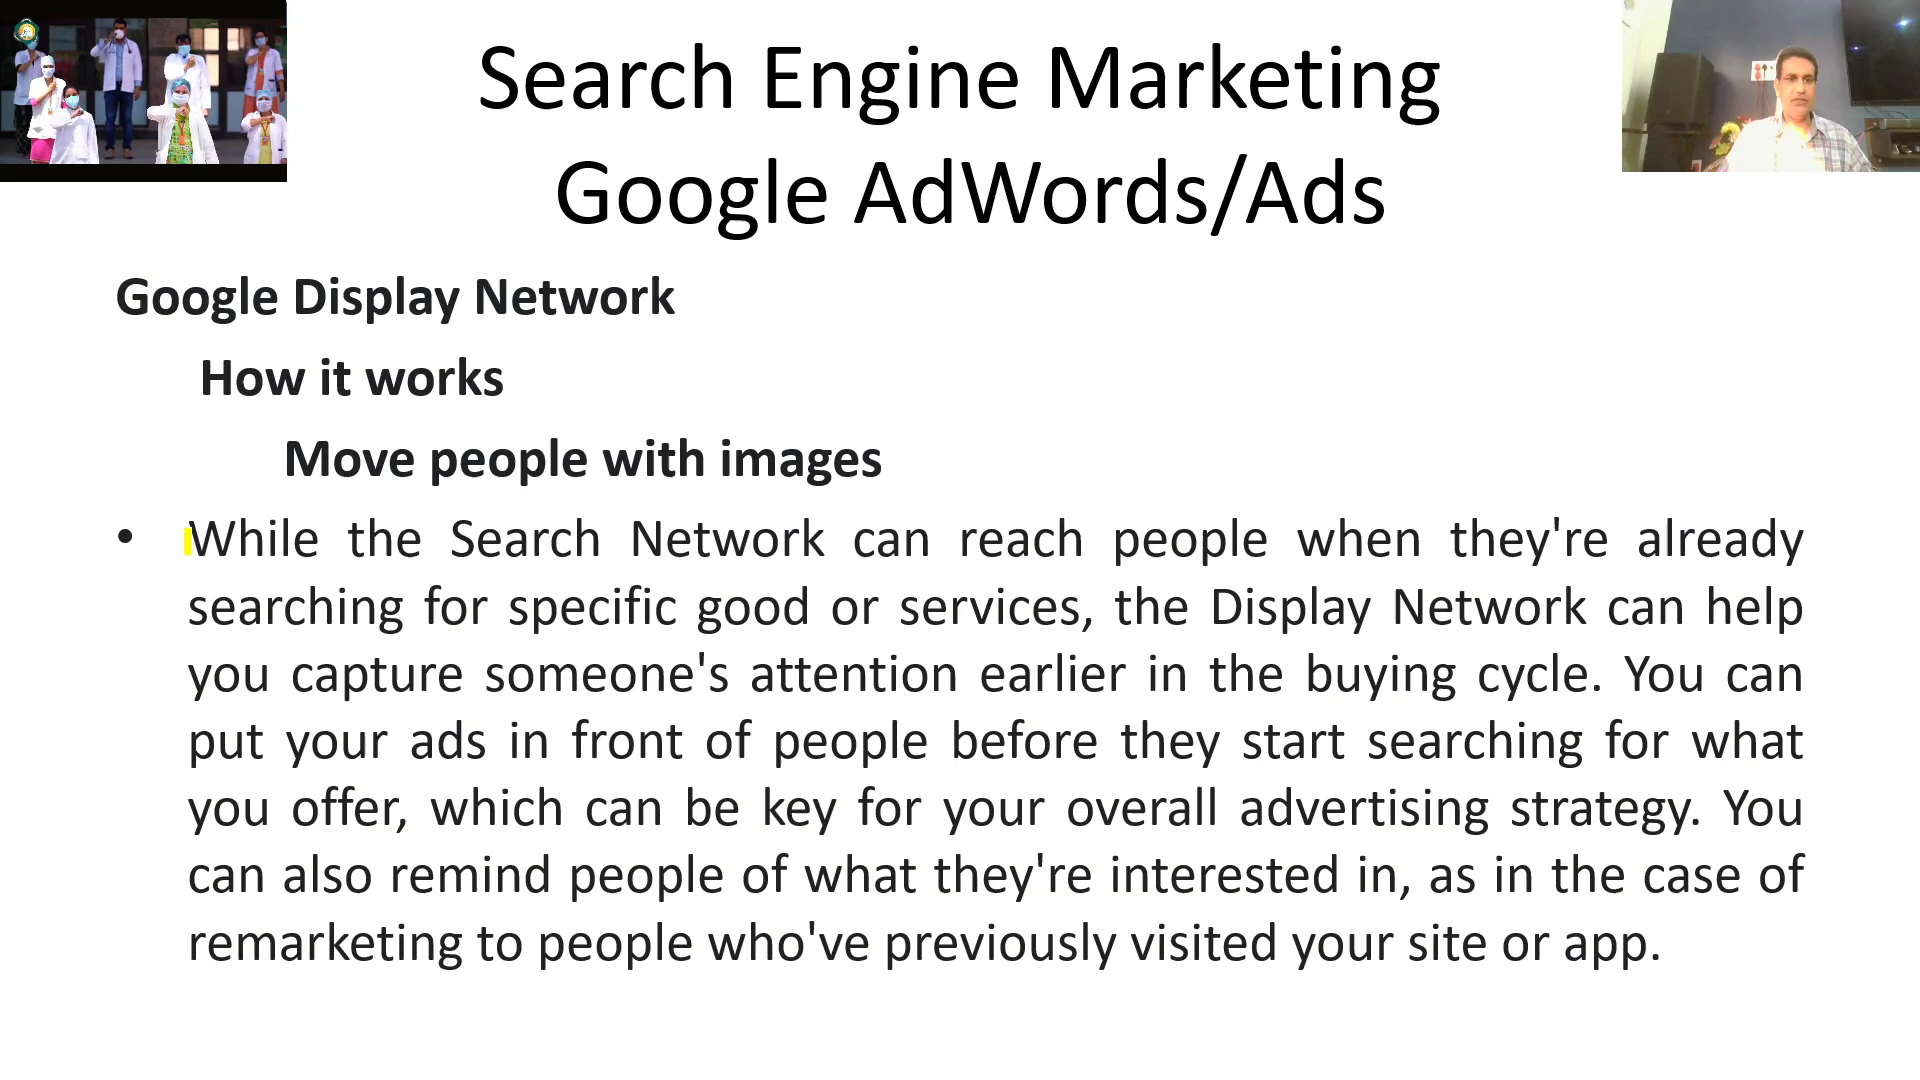 Search Engine Marketing
Google AdWords/Ads
Google Display Network
How it works
Move people with images
• While the Search Network can reach people when they're already
searching for specific good or services, the Display Network can help
you capture someone's attention earlier in the buying cycle. You can
put your ads in front of people before they start searching for what
you offer, which can be key for your overall advertising strategy. You
can also remind people of what they're interested in, as in the case of
remarketing to people who've previously visited your site or app.